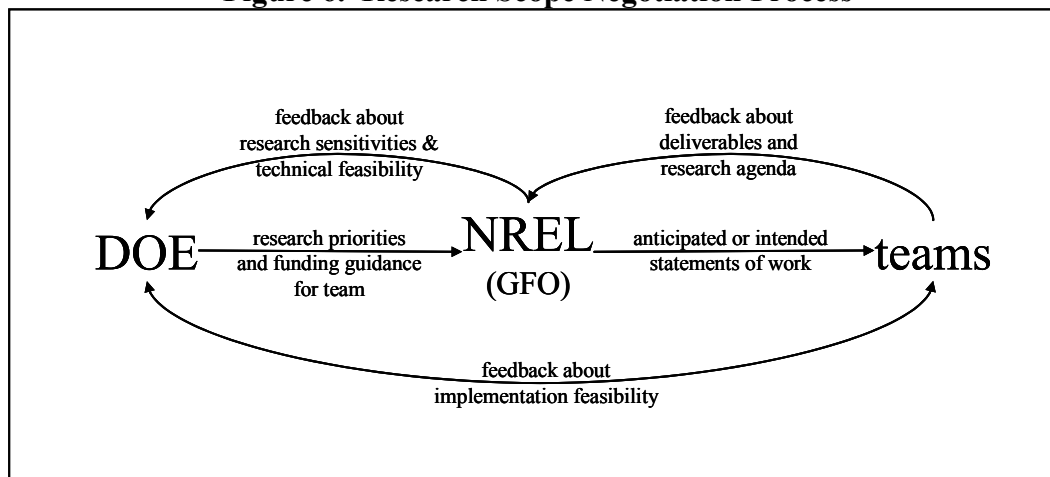 Figure 6. Research Scope Negotiation Process
feedback about
research sensitivities &
technical feasibility
feedback about
deliverables and
research agenda
DOE
research priorities
and funding guidance
for team
NREL
(GFO)
anticipated or intended
statements of work
teams
feedback about
implementation feasibility